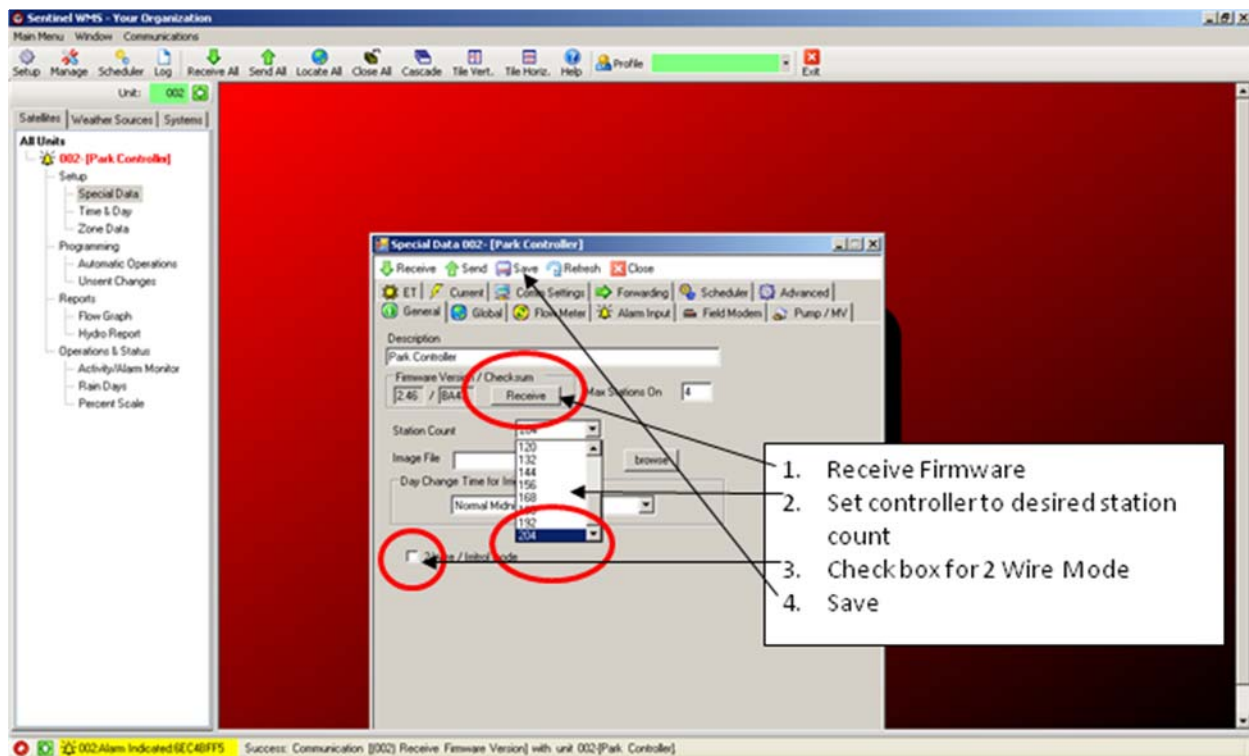 Sentinel WMS - Your Organization
Main Menu Window Communications
Setup Manage Scheduler Log Receive All Send All Locate All Close All Cascade Tile Vert. Tile Horiz. Help Profile Exit
Unit: 002
Satellites Weather Sources Systems
All Units
002- [Park Controller]
Setup
Special Data
Time & Day
Zone Data
Programming
Automatic Operations
Unsent Changes
Reports
Flow Graph
Hydro Report
Operations & Status
Activity/Alarm Monitor
Rain Days
Percent Scale
Special Data 002- [Park Controller]
Receive Send Save Refresh Close
ET Current Comm Settings Forwarding Scheduler Advanced
General Global Flow Meter Alarm Input Field Modem Pump / MV
Description
Park Controller
Firmware Version / Checksum
2.46 / Receive Max Stations On 4
Station Count 204
120
132
144
156
168
192
204
Image File browse
Day Change Time for
Normal
/ Initrol Mode
1. Receive Firmware
2. Set controller to desired station
count
3. Check box for 2 Wire Mode
4. Save
002:Alarm Indicated:6EC48FF5 Success: Communication [(002) Receive Firmware Version] with unit 002-[Park Controller]